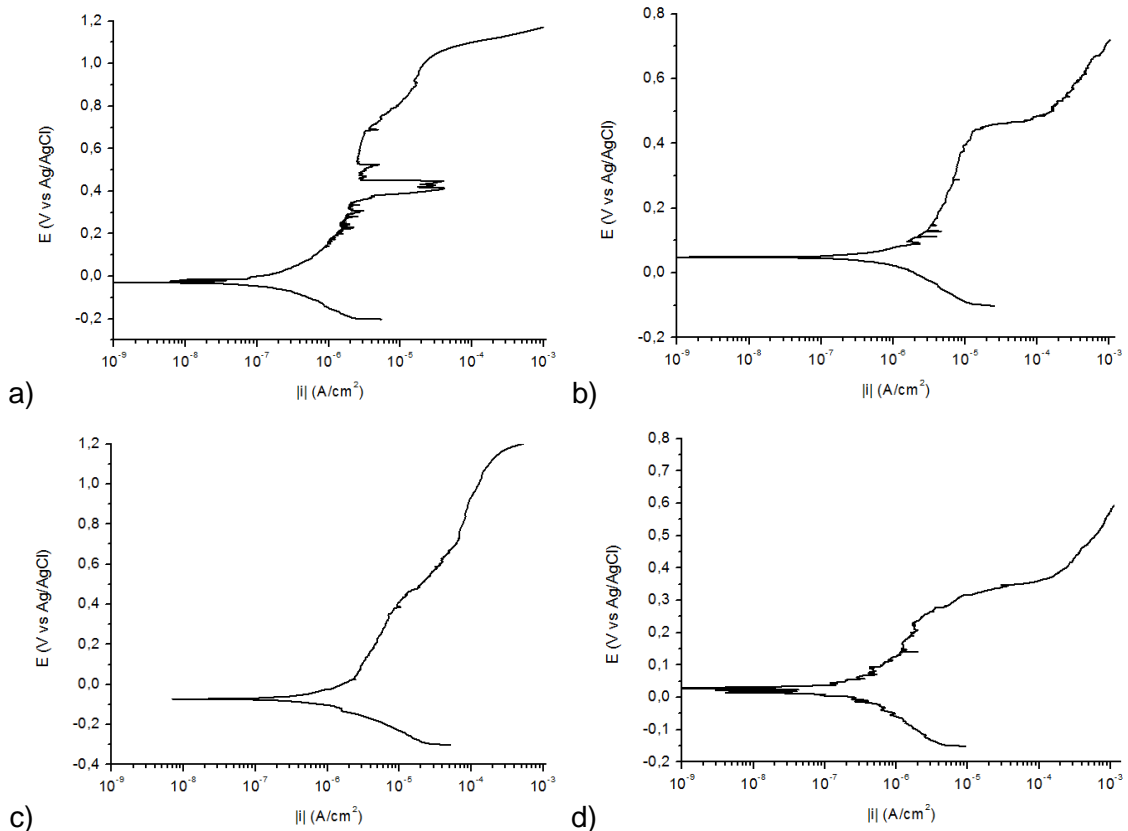 1,2
1,0
0,8
0,6
0,4
0,2
0,0
-0,2
E (V vs Ag/AgCl)
10⁻⁹ 10⁻⁸ 10⁻⁷ 10⁻⁶ 10⁻⁵ 10⁻⁴ 10⁻³
|i| (A/cm²)
a)
0,8
0,6
0,4
0,2
0,0
-0,2
E (V vs Ag/AgCl)
10⁻⁹ 10⁻⁸ 10⁻⁷ 10⁻⁶ 10⁻⁵ 10⁻⁴ 10⁻³
|i| (A/cm²)
b)
1,2
1,0
0,8
0,6
0,4
0,2
0,0
-0,2
-0,4
E (V vs Ag/AgCl)
10⁻⁹ 10⁻⁸ 10⁻⁷ 10⁻⁶ 10⁻⁵ 10⁻⁴ 10⁻³
|i| (A/cm²)
c)
0,8
0,7
0,6
0,5
0,4
0,3
0,2
0,1
0,0
-0,1
-0,2
E (V vs Ag/AgCl)
10⁻⁹ 10⁻⁸ 10⁻⁷ 10⁻⁶ 10⁻⁵ 10⁻⁴ 10⁻³
|i| (A/cm²)
d)